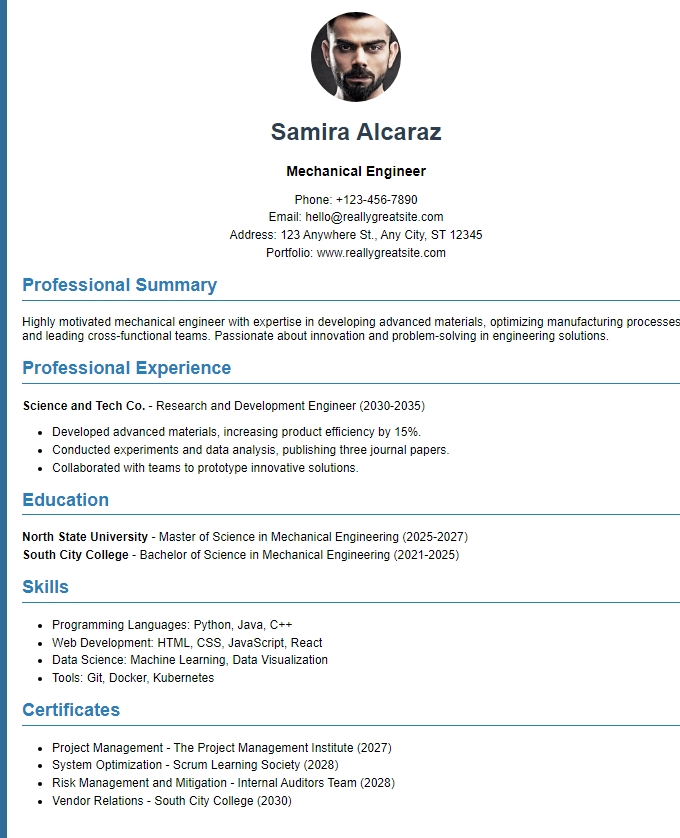 Samira Alcaraz
Mechanical Engineer
Phone: +123-456-7890
Email: hello@reallygreatsite.com
Address: 123 Anywhere St., Any City, ST 12345
Portfolio: www.reallygreatsite.com
Professional Summary
Highly motivated mechanical engineer with expertise in developing advanced materials, optimizing manufacturing processes
and leading cross-functional teams. Passionate about innovation and problem-solving in engineering solutions.
Professional Experience
Science and Tech Co. - Research and Development Engineer (2030-2035)
• Developed advanced materials, increasing product efficiency by 15%.
• Conducted experiments and data analysis, publishing three journal papers.
• Collaborated with teams to prototype innovative solutions.
Education
North State University - Master of Science in Mechanical Engineering (2025-2027)
South City College - Bachelor of Science in Mechanical Engineering (2021-2025)
Skills
• Programming Languages: Python, Java, C++
• Web Development: HTML, CSS, JavaScript, React
• Data Science: Machine Learning, Data Visualization
• Tools: Git, Docker, Kubernetes
Certificates
• Project Management - The Project Management Institute (2027)
• System Optimization - Scrum Learning Society (2028)
• Risk Management and Mitigation - Internal Auditors Team (2028)
• Vendor Relations - South City College (2030)